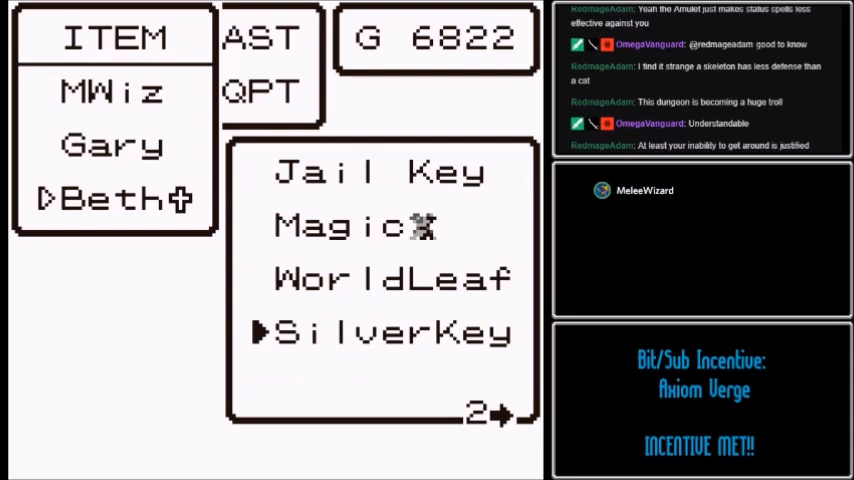 ITEM
MWiz
Gary
Beth
AST
QPT
G 6822
Jail Key
Magic
WorldLeaf
SilverKey
2
RedmageAdam: Yeah the Amulet just makes status spells less
effective against you
OmegaVanguard: @redmageadam good to know
RedmageAdam: I find it strange a skeleton has less defense than
a cat
RedmageAdam: This dungeon is becoming a huge troll
OmegaVanguard: Understandable
RedmageAdam: At least your inability to get around is justified
MeleeWizard
Bit/Sub Incentive:
Axiom Verge
INCENTIVE MET!!